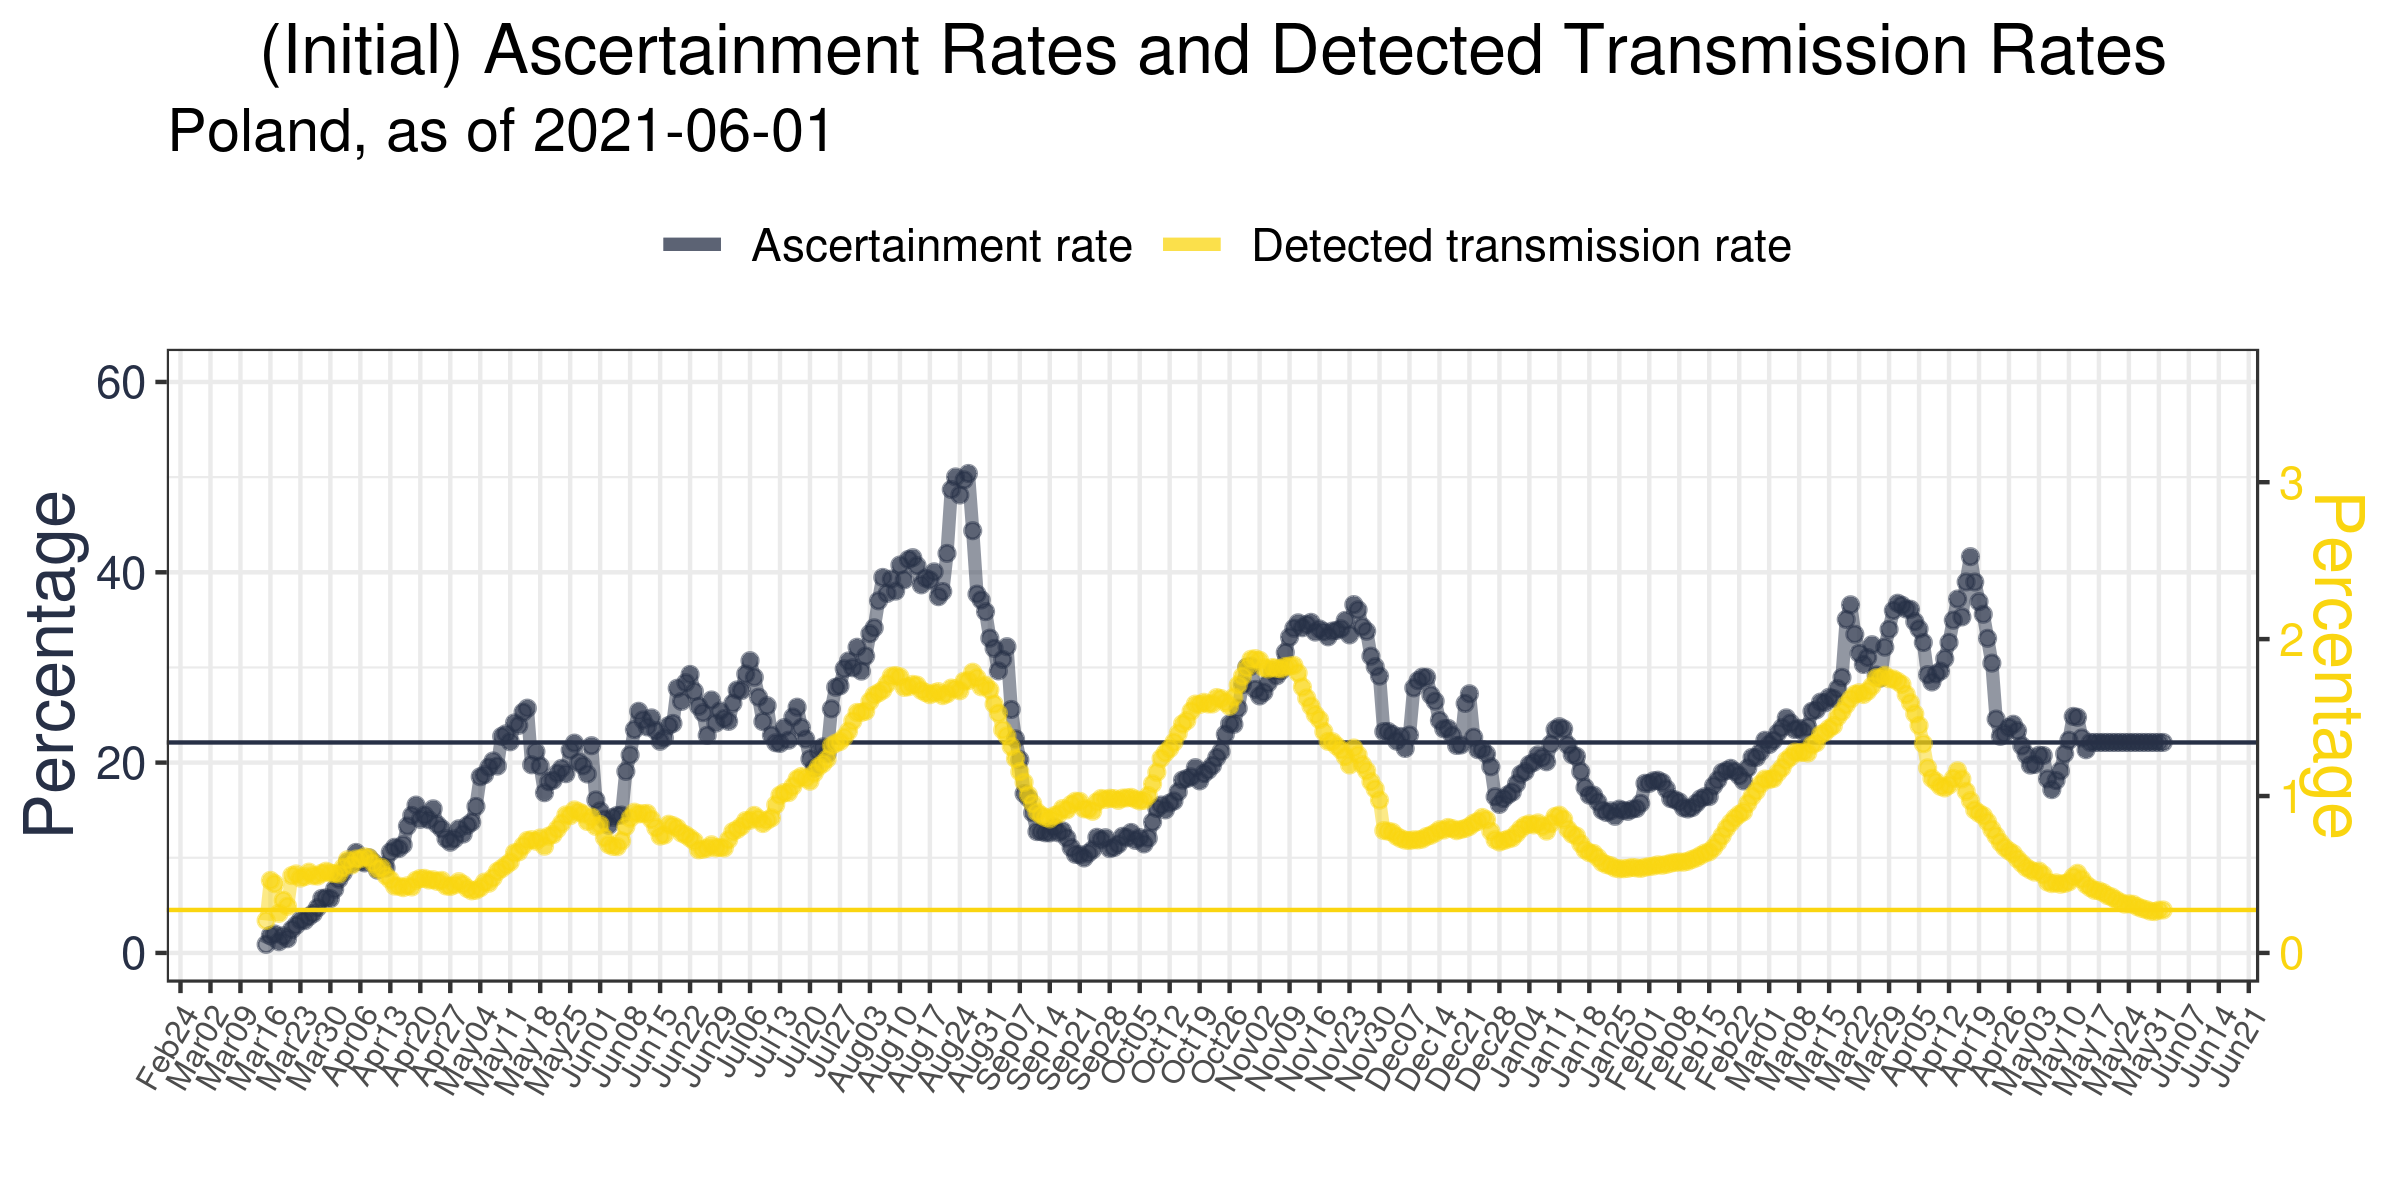 (Initial) Ascertainment Rates and Detected Transmission Rates
Poland, as of 2021-06-01
Ascertainment rate Detected transmission rate
Percentage
60
40
20
0
3
2
1
0
Percentage
Feb24 Mar02 Mar09 Mar16 Mar23 Mar30 Apr06 Apr13 Apr20 Apr27 May04 May11 May18 May25 Jun01 Jun08 Jun15 Jun22 Jun29 Jul06 Jul13 Jul20 Jul27 Aug03 Aug10 Aug17 Aug24 Aug31 Sep07 Sep14 Sep21 Sep28 Oct05 Oct12 Oct19 Oct26 Nov02 Nov09 Nov16 Nov23 Nov30 Dec07 Dec14 Dec21 Dec28 Jan04 Jan11 Jan18 Jan25 Feb01 Feb08 Feb15 Feb22 Mar01 Mar08 Mar15 Mar22 Mar29 Apr05 Apr12 Apr19 Apr26 May03 May10 May17 May24 May31 Jun07 Jun14 Jun21